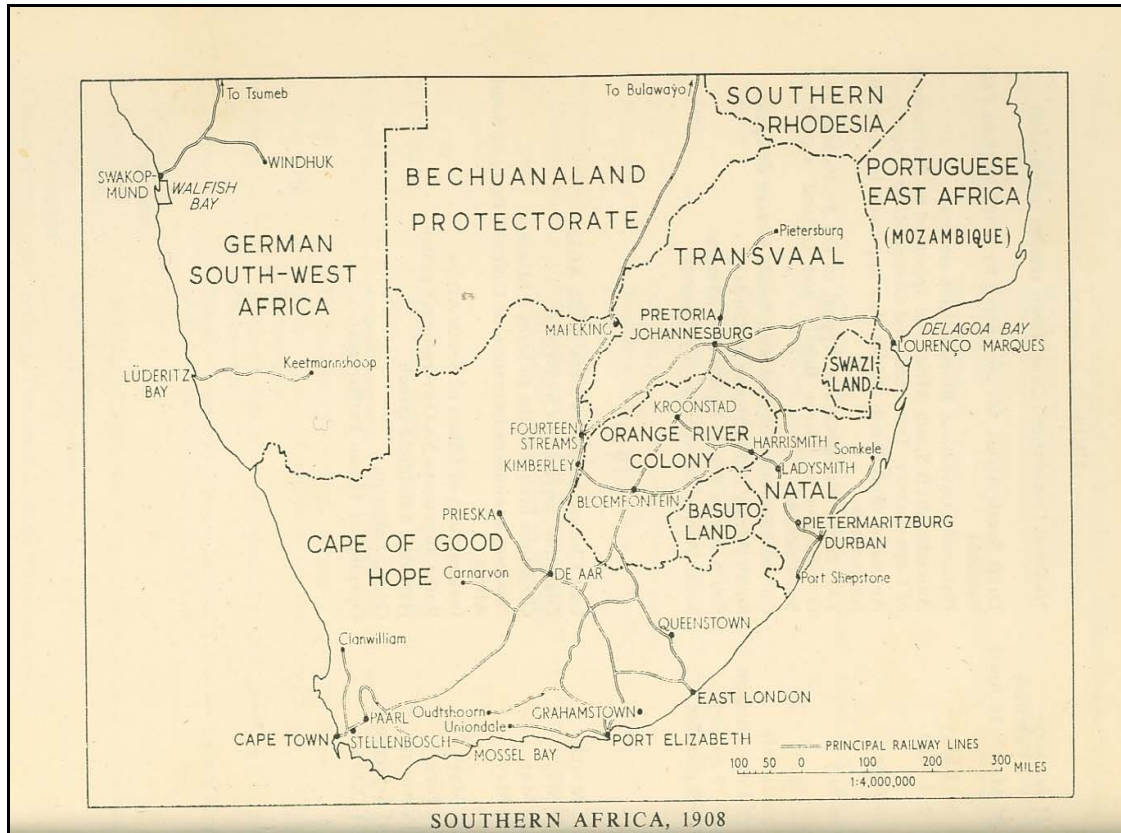 To Tsumeb
To Bulawayo
SOUTHERN
RHODESIA
WINDHUK
SWAKOP-
MUND
WALFISH
BAY
BECHUANALAND
PROTECTORATE
PORTUGUESE
EAST AFRICA
(MOZAMBIQUE)
GERMAN
SOUTH-WEST
AFRICA
Pietersburg
TRANSVAAL
MAFEKING
PRETORIA
JOHANNESBURG
DELAGOA BAY
LOURENÇO MARQUES
LÜDERITZ
BAY
Keetmannshoop
SWAZI-
LAND
KROONSTAD
FOURTEEN
STREAMS
ORANGE RIVER
COLONY
HARRISMITH
Somkele
KIMBERLEY
LADYSMITH
BLOEMFONTEIN
NATAL
BASUTO-
LAND
PRIESKA
PIETERMARITZBURG
DURBAN
CAPE OF GOOD
HOPE
Carnarvon
DE AAR
Port Shepstone
QUEENSTOWN
Clanwilliam
EAST LONDON
PAARL
Oudtshoorn
GRAHAMSTOWN
Uniondale
CAPE TOWN
STELLENBOSCH
MOSSEL BAY
PORT ELIZABETH
PRINCIPAL RAILWAY LINES
100 50 0 100 200 300 MILES
1:4,000,000
SOUTHERN AFRICA, 1908